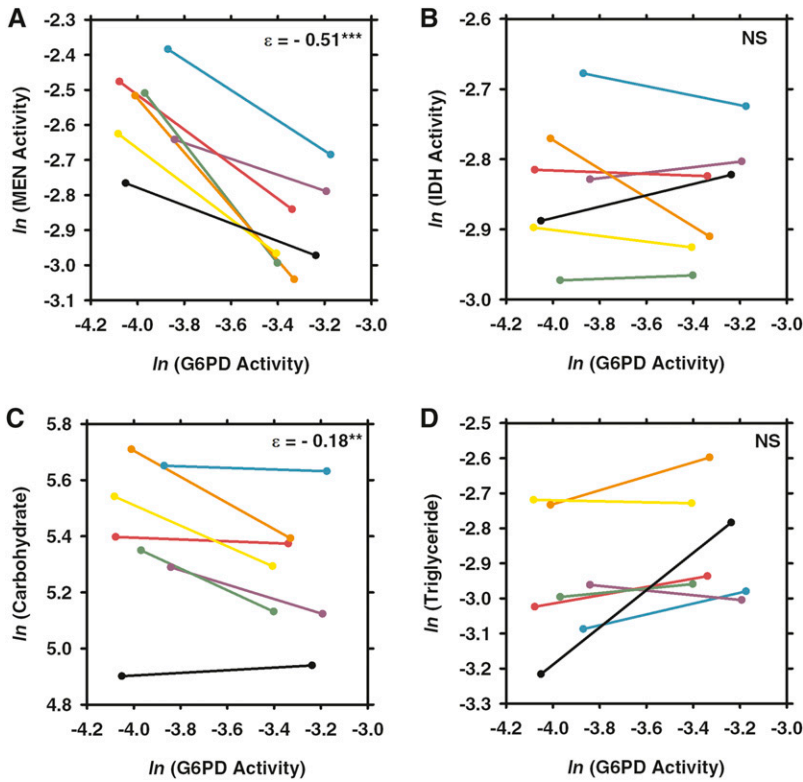 A
ε = - 0.51***
ln (MEN Activity)
-2.3
-2.4
-2.5
-2.6
-2.7
-2.8
-2.9
-3.0
-3.1
-4.2 -4.0 -3.8 -3.6 -3.4 -3.2 -3.0
ln (G6PD Activity)
B
NS
ln (IDH Activity)
-2.6
-2.7
-2.8
-2.9
-3.0
-4.2 -4.0 -3.8 -3.6 -3.4 -3.2 -3.0
ln (G6PD Activity)
C
ε = - 0.18**
ln (Carbohydrate)
5.8
5.6
5.4
5.2
5.0
4.8
-4.2 -4.0 -3.8 -3.6 -3.4 -3.2 -3.0
ln (G6PD Activity)
D
NS
ln (Triglyceride)
-2.5
-2.6
-2.7
-2.8
-2.9
-3.0
-3.1
-3.2
-3.3
-4.2 -4.0 -3.8 -3.6 -3.4 -3.2 -3.0
ln (G6PD Activity)